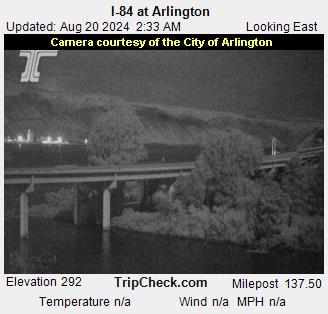 I-84 at Arlington
Updated: Aug 20 2024 2:33 AM Looking East
Camera courtesy of the City of Arlington
Elevation 292 TripCheck.com Milepost 137.50
Temperature n/a Wind n/a MPH n/a